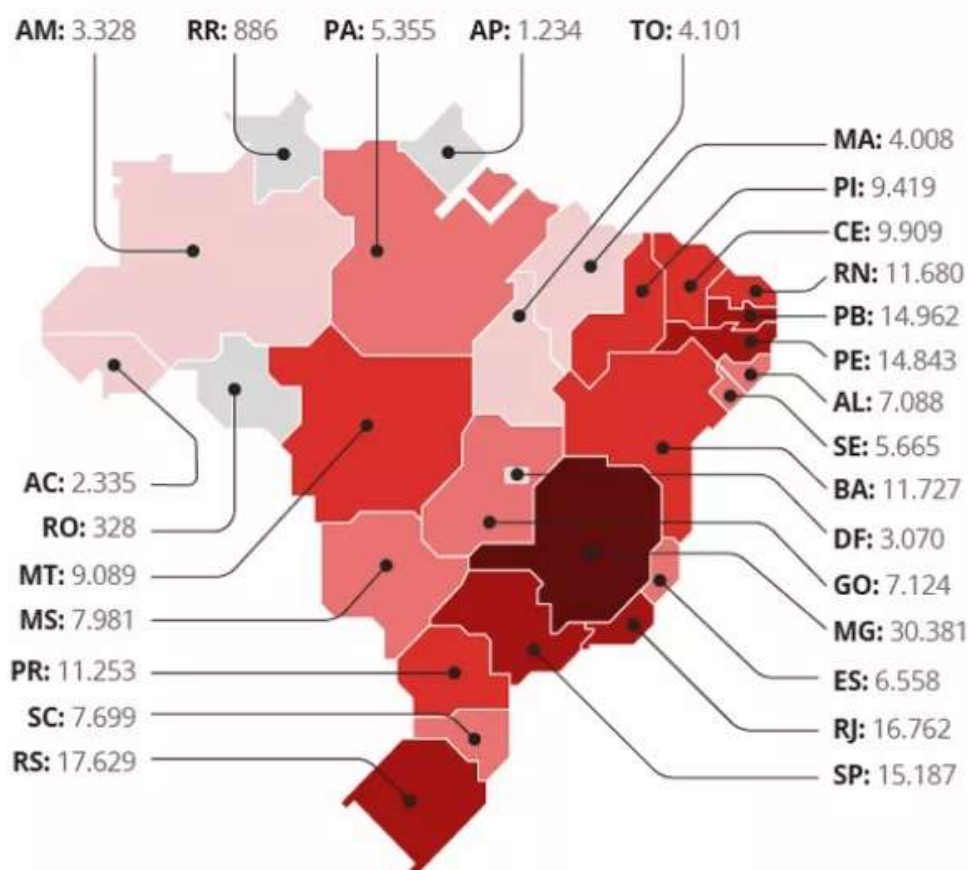 AM: 3.328
RR: 886
PA: 5.355
AP: 1.234
TO: 4.101
MA: 4.008
PI: 9.419
CE: 9.909
RN: 11.680
PB: 14.962
PE: 14.843
AL: 7.088
SE: 5.665
BA: 11.727
DF: 3.070
GO: 7.124
MG: 30.381
ES: 6.558
RJ: 16.762
SP: 15.187
AC: 2.335
RO: 328
MT: 9.089
MS: 7.981
PR: 11.253
SC: 7.699
RS: 17.629